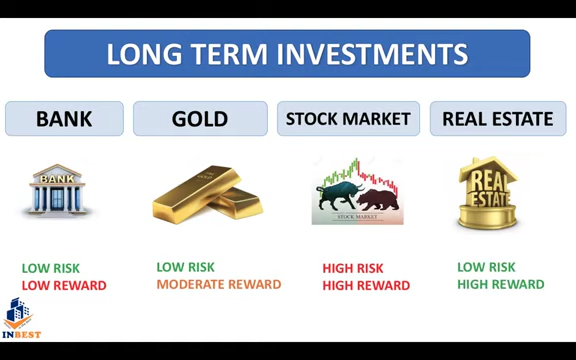 LONG TERM INVESTMENTS
BANK
GOLD
STOCK MARKET
REAL ESTATE
BANK
STOCK MARKET
REAL
ESTATE
LOW RISK
LOW REWARD
LOW RISK
MODERATE REWARD
HIGH RISK
HIGH REWARD
LOW RISK
HIGH REWARD
INBEST